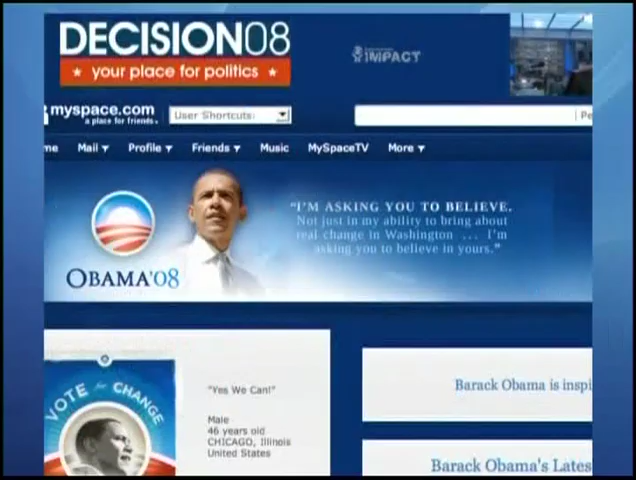 DECISION08
your place for politics
IMPACT
myspace.com
a place for friends.
User Shortcuts:
Mail
Profile
Friends
Music
MySpaceTV
More
OBAMA'08
"I'M ASKING YOU TO BELIEVE.
Not just in my ability to bring about
real change in Washington ... I'm
asking you to believe in yours."
VOTE for CHANGE
"Yes We Can!"
Male
46 years old
CHICAGO, Illinois
United States
Barack Obama is inspi
Barack Obama's Lates